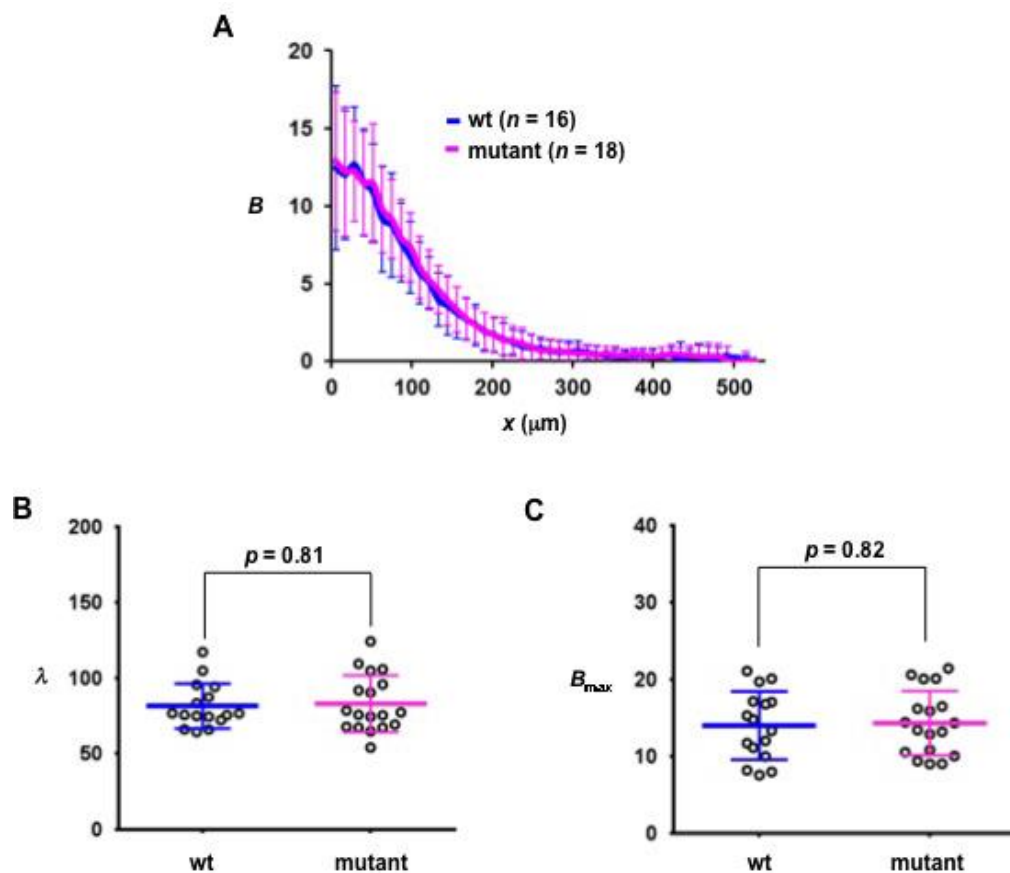 A
20
15
10
5
0
B
wt (n = 16)
mutant (n = 18)
0 100 200 300 400 500
x (μm)
B
200
150
100
50
0
λ
p = 0.81
wt mutant
C
40
30
20
10
0
Bmax
p = 0.82
wt mutant